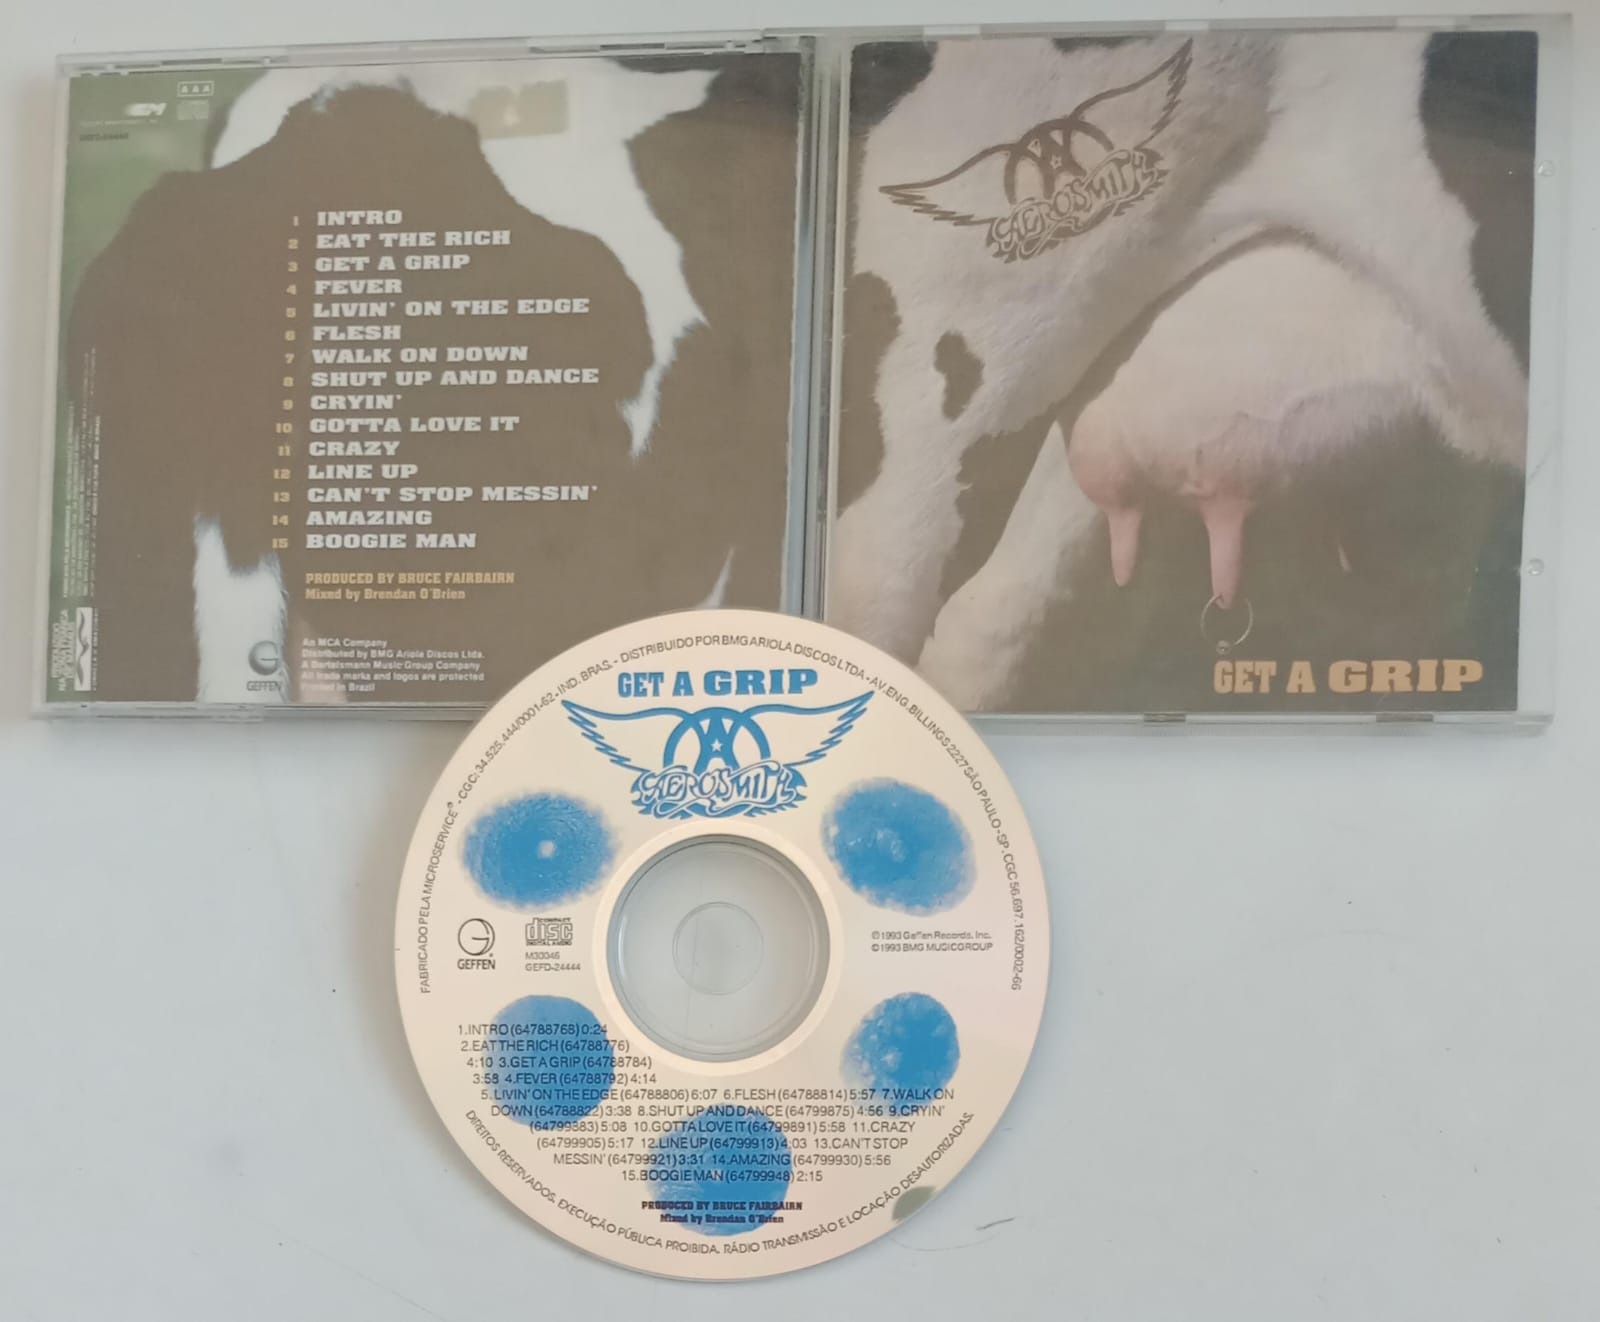 AAA
GEFD-24444
1 INTRO
2 EAT THE RICH
3 GET A GRIP
4 FEVER
5 LIVIN' ON THE EDGE
6 FLESH
7 WALK ON DOWN
8 SHUT UP AND DANCE
9 CRYIN'
10 GOTTA LOVE IT
11 CRAZY
12 LINE UP
13 CAN'T STOP MESSIN'
14 AMAZING
15 BOOGIE MAN
PRODUCED BY BRUCE FAIRBAIRN
Mixed by Brendan O'Brien
GEFFEN
An MCA Company
Distributed by BMG Ariola Discos Ltda.
A Bertelsmann Music Group Company
All trade marks and logos are protected
Printed in Brazil
AEROSMITH
GET A GRIP
FABRICADO PELA MICROSERVICE® - CGC: 34.525.444/0001-62 - IND. BRAS. - DISTRIBUIDO POR BMG ARIOLA DISCOS LTDA - AV. ENG. BILLINGS 2227 SÃO PAULO - SP. CGC 56.697.162/0002-66
GET A GRIP
AEROSMITH
GEFFEN
COMPACT
disc
DIGITAL AUDIO
M30046
GEFD-24444
℗1993 Geffen Records, Inc.
©1993 BMG MUSIC GROUP
1.INTRO (64788768) 0:24
2.EAT THE RICH (64788776)
4:10 3.GET A GRIP (64788784)
3:58 4.FEVER (64788792) 4:14
5.LIVIN' ON THE EDGE (64788806) 6:07 6.FLESH (64788814) 5:57 7.WALK ON
DOWN (64788822) 3:38 8.SHUT UP AND DANCE (64799875) 4:56 9.CRYIN'
(64799883) 5:08 10.GOTTA LOVE IT (64799891) 5:58 11.CRAZY
(64799905) 5:17 12.LINE UP (64799913) 4:03 13.CAN'T STOP
MESSIN' (64799921) 3:31 14.AMAZING (64799930) 5:56
15.BOOGIE MAN (64799948) 2:15
PRODUCED BY BRUCE FAIRBAIRN
Mixed by Brendan O'Brien
DIREITOS RESERVADOS. EXECUÇÃO PÚBLICA PROIBIDA. RÁDIO TRANSMISSÃO E LOCAÇÃO DESAUTORIZADAS.